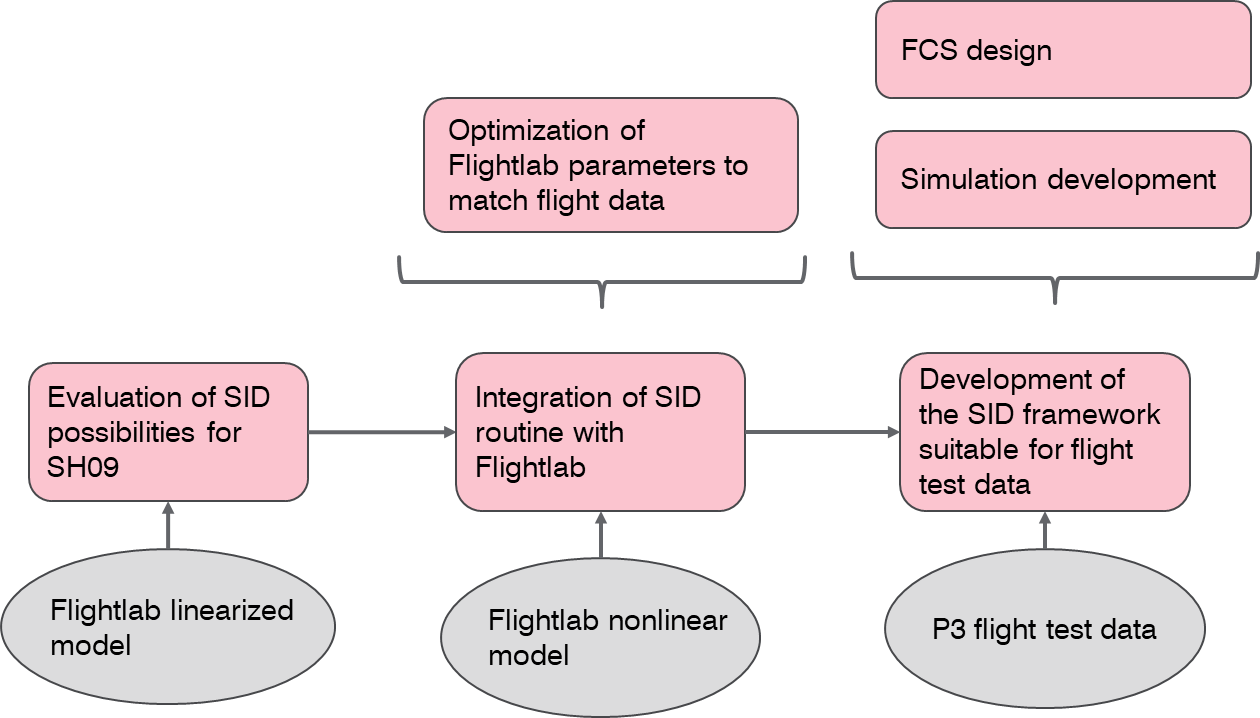 FCS design
Optimization of
Flightlab parameters to
match flight data
Simulation development
Evaluation of SID
possibilities for
SH09
Integration of SID
routine with
Flightlab
Development of
the SID framework
suitable for flight
test data
Flightlab linearized
model
Flightlab nonlinear
model
P3 flight test data